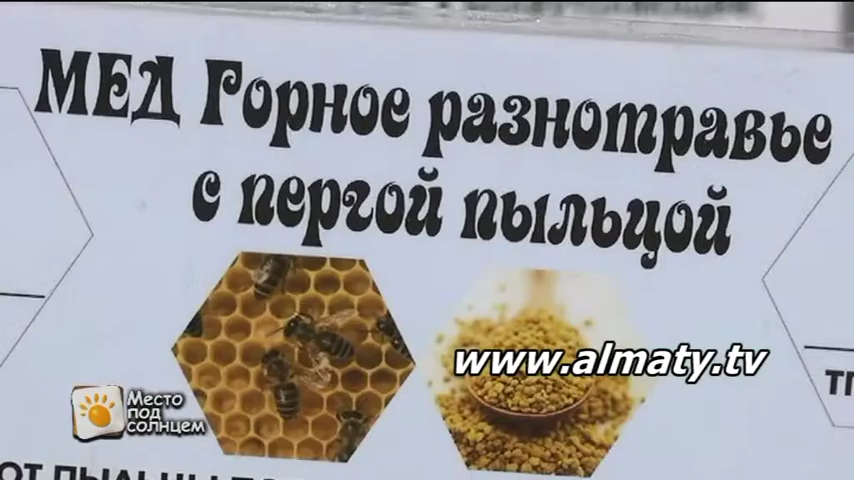 МЕД Горное разнотравье
с пергой пыльцой
www.almaty.tv
Место
под
солнцем